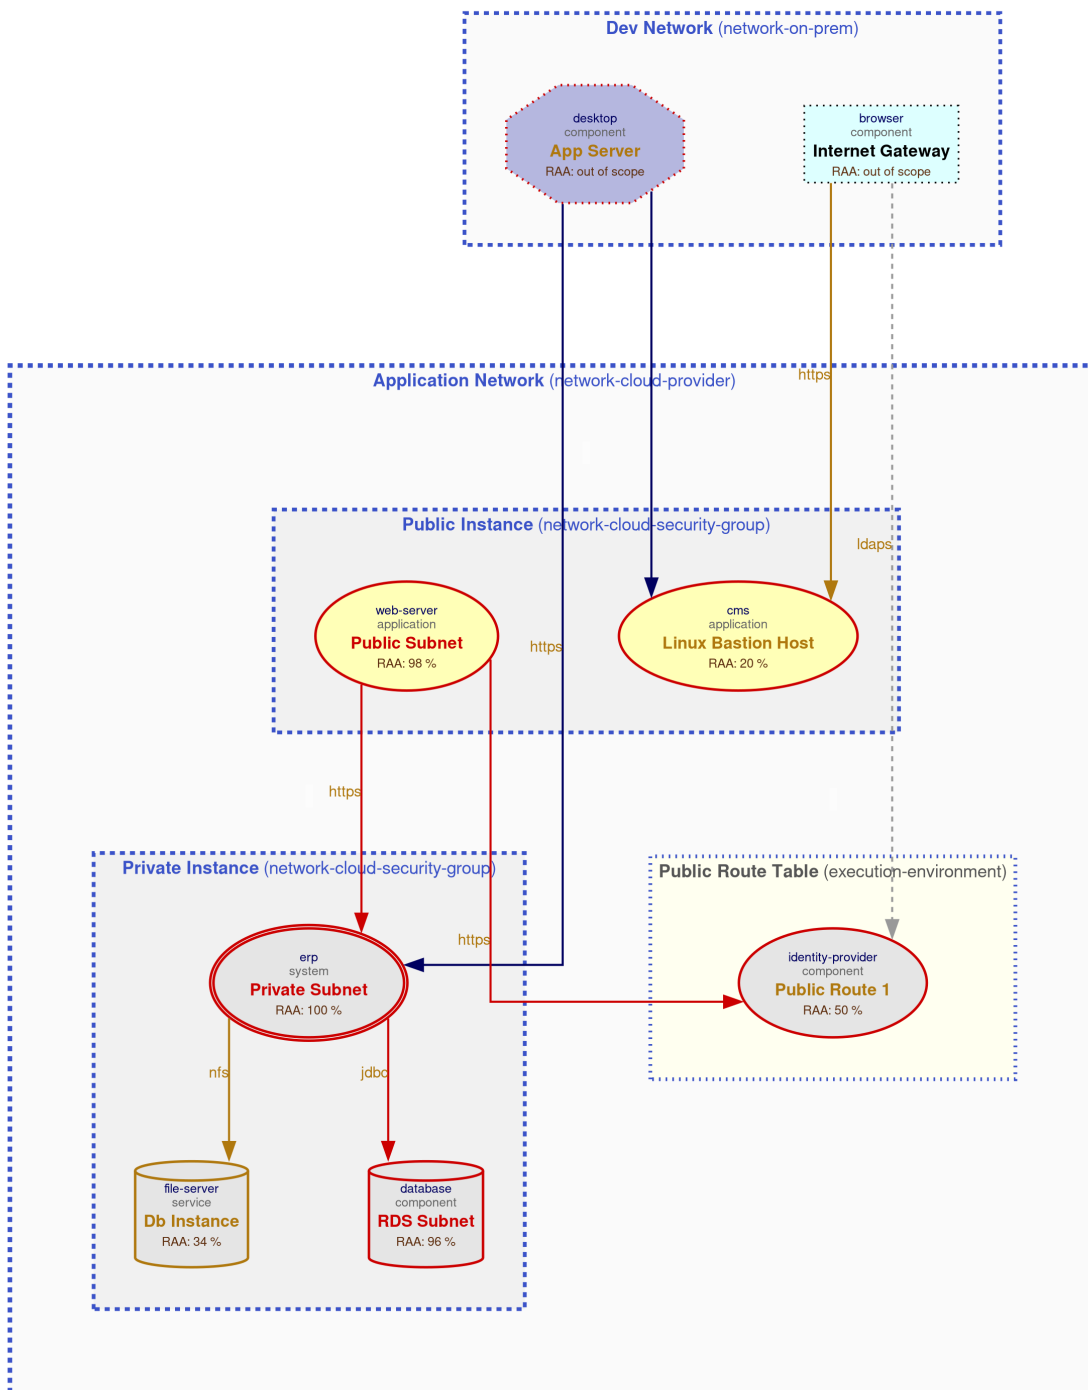 Dev Network (network-on-prem)
desktop
component
App Server
RAA: out of scope
browser
component
Internet Gateway
RAA: out of scope
https
Application Network (network-cloud-provider)
Public Instance (network-cloud-security-group)
ldaps
web-server
application
Public Subnet
RAA: 98 %
https
cms
application
Linux Bastion Host
RAA: 20 %
https
Private Instance (network-cloud-security-group)
Public Route Table (execution-environment)
https
erp
system
Private Subnet
RAA: 100 %
identity-provider
component
Public Route 1
RAA: 50 %
nfs
jdbc
file-server
service
Db Instance
RAA: 34 %
database
component
RDS Subnet
RAA: 96 %